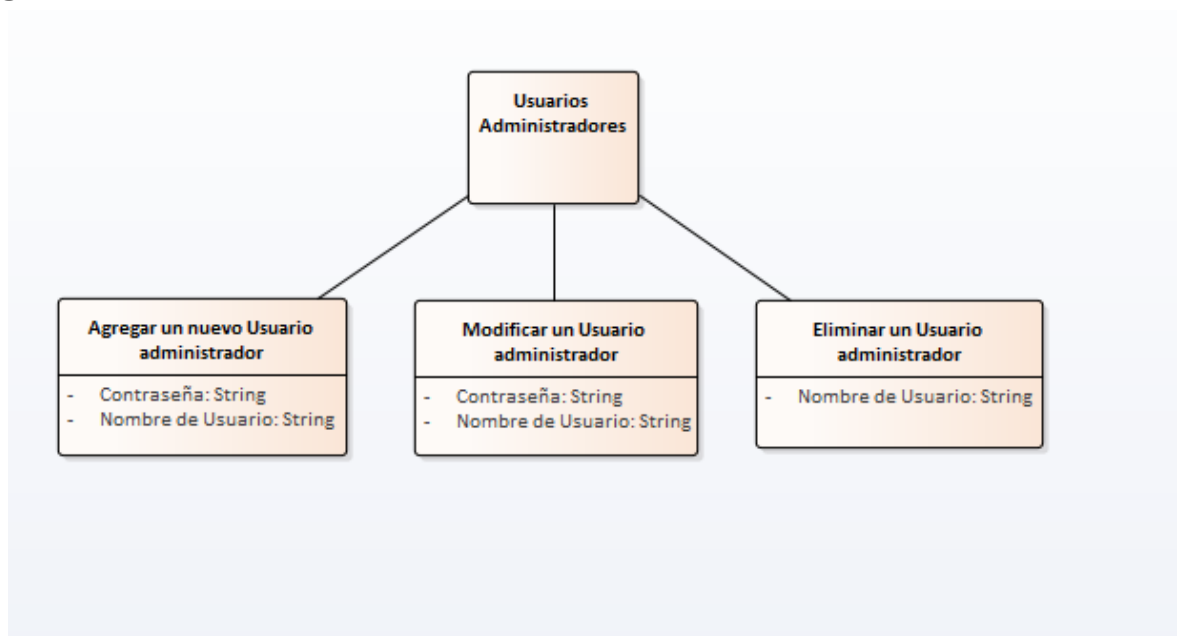 Usuarios
Administradores
Agregar un nuevo Usuario
administrador
- Contraseña: String
- Nombre de Usuario: String
Modificar un Usuario
administrador
- Contraseña: String
- Nombre de Usuario: String
Eliminar un Usuario
administrador
- Nombre de Usuario: String